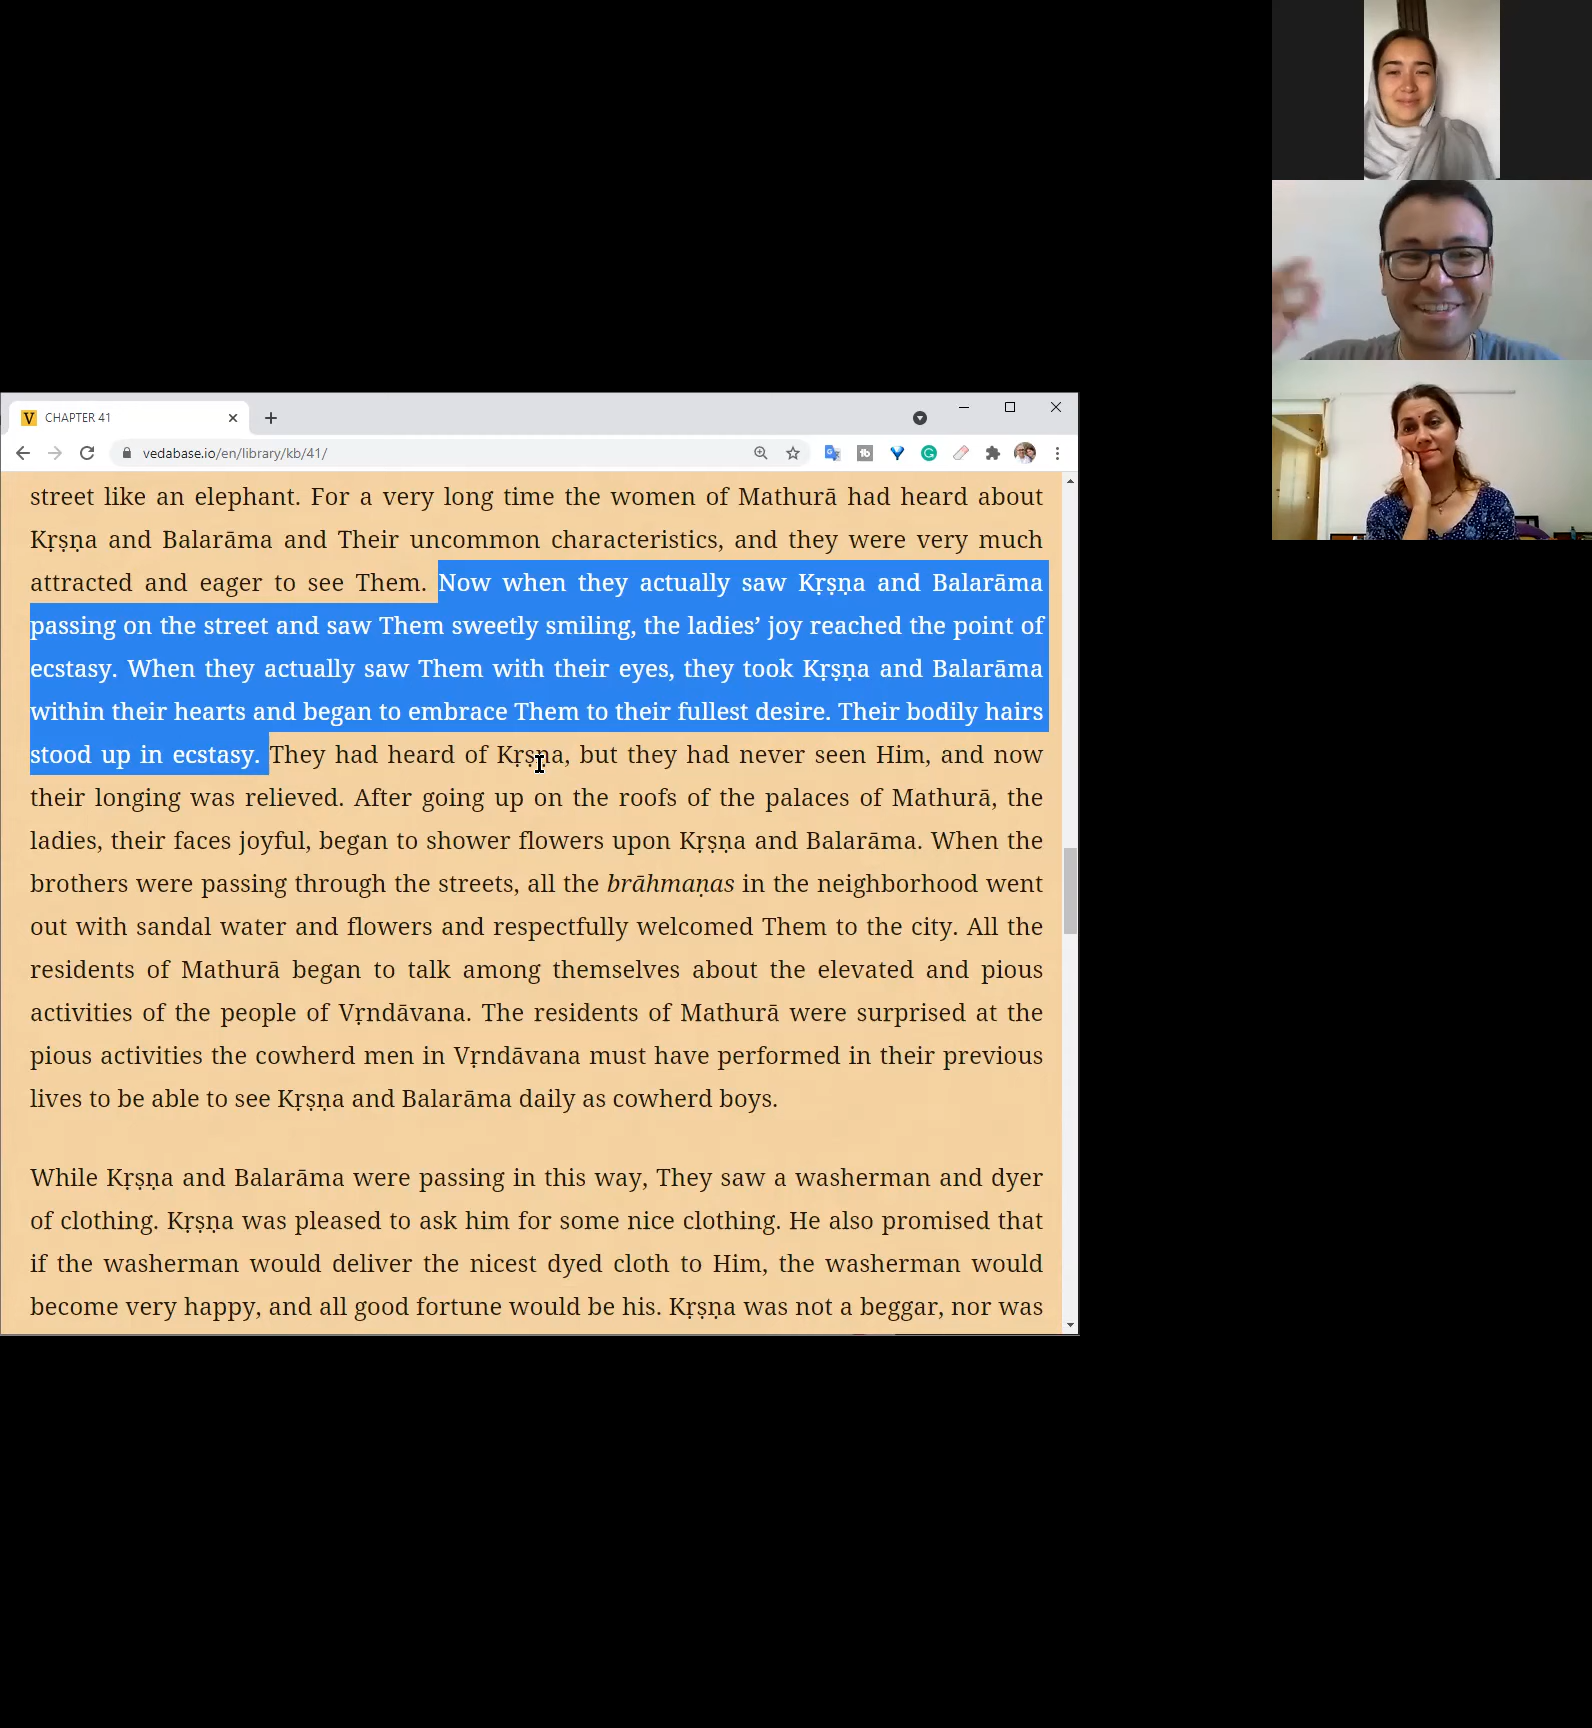 CHAPTER 41
vedabase.io/en/library/kb/41/
street like an elephant. For a very long time the women of Mathurā had heard about
Kṛṣṇa and Balarāma and Their uncommon characteristics, and they were very much
attracted and eager to see Them. Now when they actually saw Kṛṣṇa and Balarāma
passing on the street and saw Them sweetly smiling, the ladies’ joy reached the point of
ecstasy. When they actually saw Them with their eyes, they took Kṛṣṇa and Balarāma
within their hearts and began to embrace Them to their fullest desire. Their bodily hairs
stood up in ecstasy. They had heard of Kṛṣṇa, but they had never seen Him, and now
their longing was relieved. After going up on the roofs of the palaces of Mathurā, the
ladies, their faces joyful, began to shower flowers upon Kṛṣṇa and Balarāma. When the
brothers were passing through the streets, all the brāhmaṇas in the neighborhood went
out with sandal water and flowers and respectfully welcomed Them to the city. All the
residents of Mathurā began to talk among themselves about the elevated and pious
activities of the people of Vṛndāvana. The residents of Mathurā were surprised at the
pious activities the cowherd men in Vṛndāvana must have performed in their previous
lives to be able to see Kṛṣṇa and Balarāma daily as cowherd boys.
While Kṛṣṇa and Balarāma were passing in this way, They saw a washerman and dyer
of clothing. Kṛṣṇa was pleased to ask him for some nice clothing. He also promised that
if the washerman would deliver the nicest dyed cloth to Him, the washerman would
become very happy, and all good fortune would be his. Kṛṣṇa was not a beggar, nor was